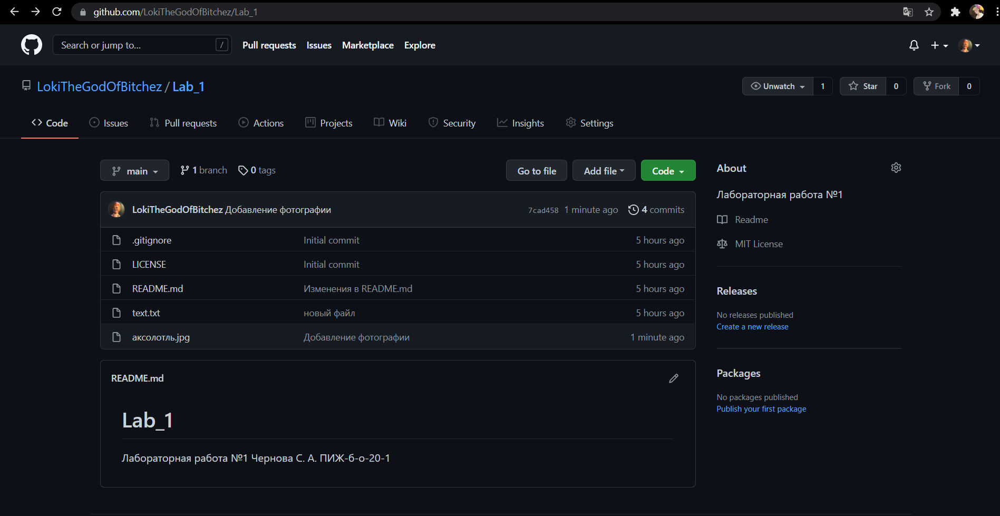 github.com/LokiTheGodOfBitchez/Lab_1
Search or jump to... /
Pull requests Issues Marketplace Explore
LokiTheGodOfBitchez / Lab_1
Unwatch 1 Star 0 Fork 0
Code Issues Pull requests Actions Projects Wiki Security Insights Settings
main 1 branch 0 tags Go to file Add file Code
LokiTheGodOfBitchez Добавление фотографии 7cad458 1 minute ago 4 commits
.gitignore Initial commit 5 hours ago
LICENSE Initial commit 5 hours ago
README.md Изменения в README.md 5 hours ago
text.txt новый файл 5 hours ago
аксолотль.jpg Добавление фотографии 1 minute ago
README.md
Lab_1
Лабораторная работа №1 Чернова С. А. ПИЖ-б-о-20-1
About
Лабораторная работа №1
Readme
MIT License
Releases
No releases published
Create a new release
Packages
No packages published
Publish your first package